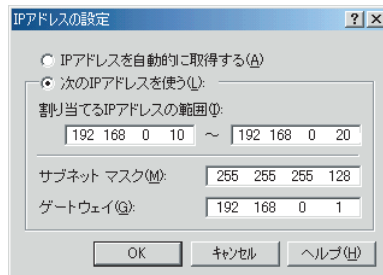 IPアドレスの設定
IPアドレスを自動的に取得する(A)
次のIPアドレスを使う(L):
割り当てるIPアドレスの範囲(I):
192 168 0 10 ～ 192 168 0 20
サブネット マスク(M): 255 255 255 128
ゲートウェイ(G): 192 168 0 1
OK キャンセル ヘルプ(H)